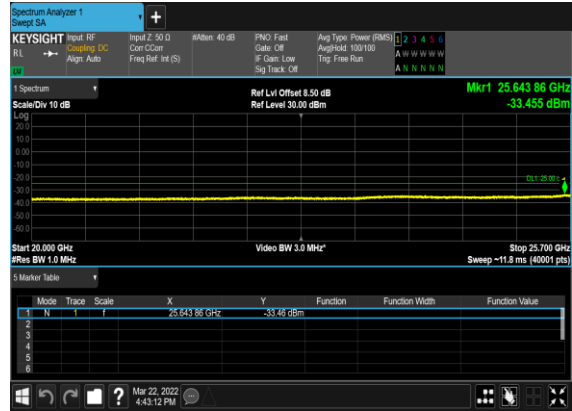 Spectrum Analyzer 1
Swept SA
+
KEYSIGHT
RL
Input: RF
Coupling: DC
Align: Auto
Input Z: 50 Ω
Corr CCorr
Freq Ref: Int (S)
#Atten: 40 dB
PNO: Fast
Gate: Off
IF Gain: Low
Sig Track: Off
Avg Type: Power (RMS)
Avg|Hold: 100/100
Trig: Free Run
1 2 3 4 5 6
A W W W W W
A N N N N N
1 Spectrum
Scale/Div 10 dB
Ref Lvl Offset 8.50 dB
Ref Level 30.00 dBm
Mkr1 25.643 86 GHz
-33.455 dBm
Log
20.0
10.0
0.00
-10.0
-20.0
-30.0
-40.0
-50.0
-60.0
Start 20.000 GHz
#Res BW 1.0 MHz
Video BW 3.0 MHz*
Stop 25.700 GHz
Sweep ~11.8 ms (40001 pts)
5 Marker Table
Mode Trace Scale X Y Function Function Width Function Value
1 N 1 f 25.643 86 GHz -33.46 dBm
2
3
4
5
6
?
Mar 22, 2022
4:43:12 PM